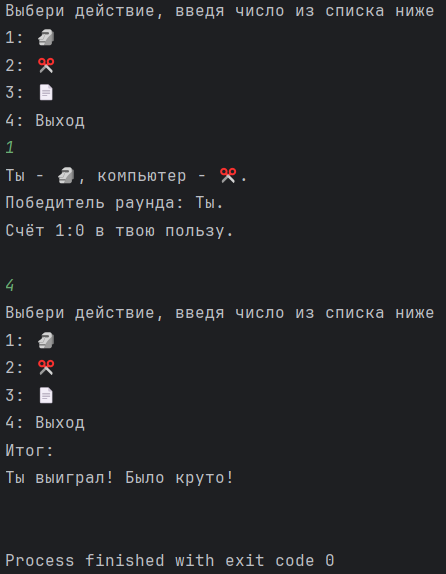 Выбери действие, введя число из списка ниже
1: 🗿
2: ✂️
3: 📄
4: Выход
1
Ты - 🗿, компьютер - ✂️.
Победитель раунда: Ты.
Счёт 1:0 в твою пользу.
4
Выбери действие, введя число из списка ниже
1: 🗿
2: ✂️
3: 📄
4: Выход
Итог:
Ты выиграл! Было круто!
Process finished with exit code 0